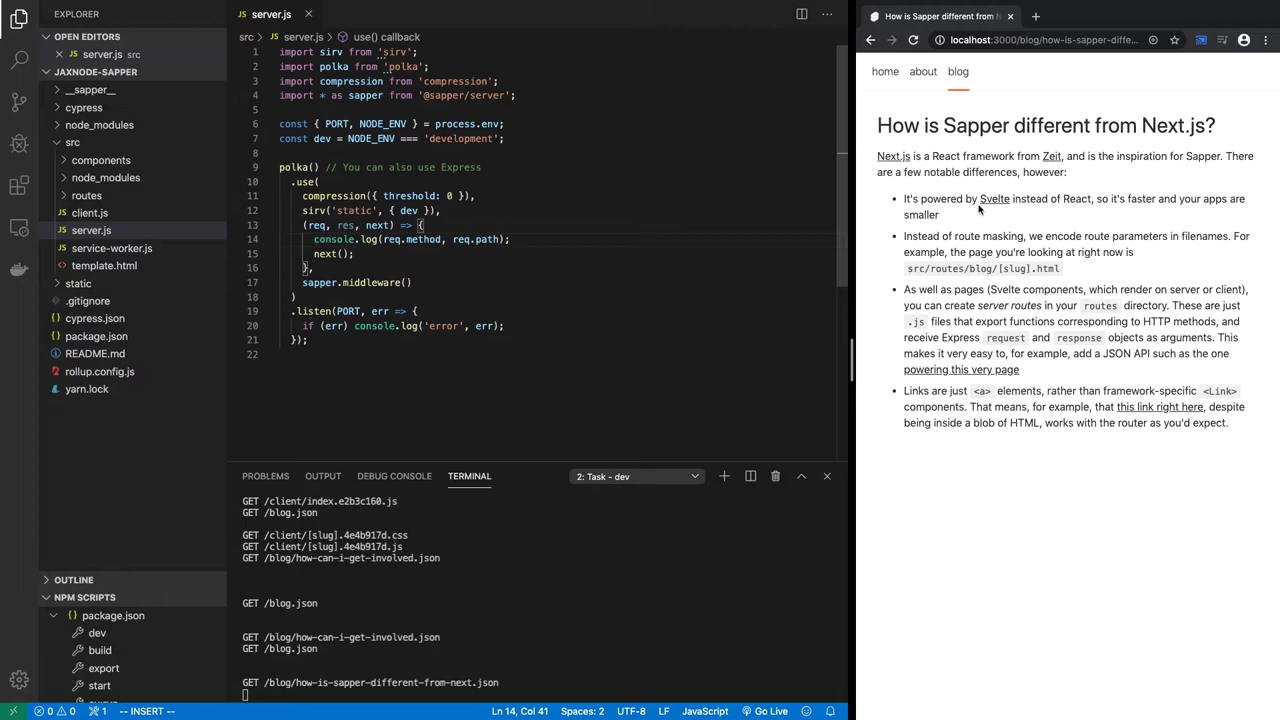 EXPLORER
OPEN EDITORS
server.js src
JAXNODE-SAPPER
__sapper__
cypress
node_modules
src
components
node_modules
routes
client.js
server.js
service-worker.js
template.html
static
.gitignore
cypress.json
package.json
README.md
rollup.config.js
yarn.lock
OUTLINE
NPM SCRIPTS
package.json
dev
build
export
start
server.js
src > server.js > use() callback
1 import sirv from 'sirv';
2 import polka from 'polka';
3 import compression from 'compression';
4 import * as sapper from '@sapper/server';
5
6 const { PORT, NODE_ENV } = process.env;
7 const dev = NODE_ENV === 'development';
8
9 polka() // You can also use Express
10 .use(
11 compression({ threshold: 0 }),
12 sirv('static', { dev }),
13 (req, res, next) => {
14 console.log(req.method, req.path);
15 next();
16 },
17 sapper.middleware()
18 )
19 .listen(PORT, err => {
20 if (err) console.log('error', err);
21 });
22
PROBLEMS OUTPUT DEBUG CONSOLE TERMINAL 2: Task - dev
GET /client/index.e2b3c160.js
GET /blog.json
GET /client/[slug].4e4b917d.css
GET /client/[slug].4e4b917d.js
GET /blog/how-can-i-get-involved.json
GET /blog.json
GET /blog/how-can-i-get-involved.json
GET /blog.json
GET /blog/how-is-sapper-different-from-next.json
0 0 1 -- INSERT -- Ln 14, Col 41 Spaces: 2 UTF-8 LF JavaScript Go Live
How is Sapper different from N
localhost:3000/blog/how-is-sapper-diffe...
home about blog
How is Sapper different from Next.js?
Next.js is a React framework from Zeit, and is the inspiration for Sapper. There
are a few notable differences, however:
• It's powered by Svelte instead of React, so it's faster and your apps are
smaller
• Instead of route masking, we encode route parameters in filenames. For
example, the page you're looking at right now is
src/routes/blog/[slug].html
• As well as pages (Svelte components, which render on server or client),
you can create server routes in your routes directory. These are just
.js files that export functions corresponding to HTTP methods, and
receive Express request and response objects as arguments. This
makes it very easy to, for example, add a JSON API such as the one
powering this very page
• Links are just <a> elements, rather than framework-specific <Link>
components. That means, for example, that this link right here, despite
being inside a blob of HTML, works with the router as you'd expect.